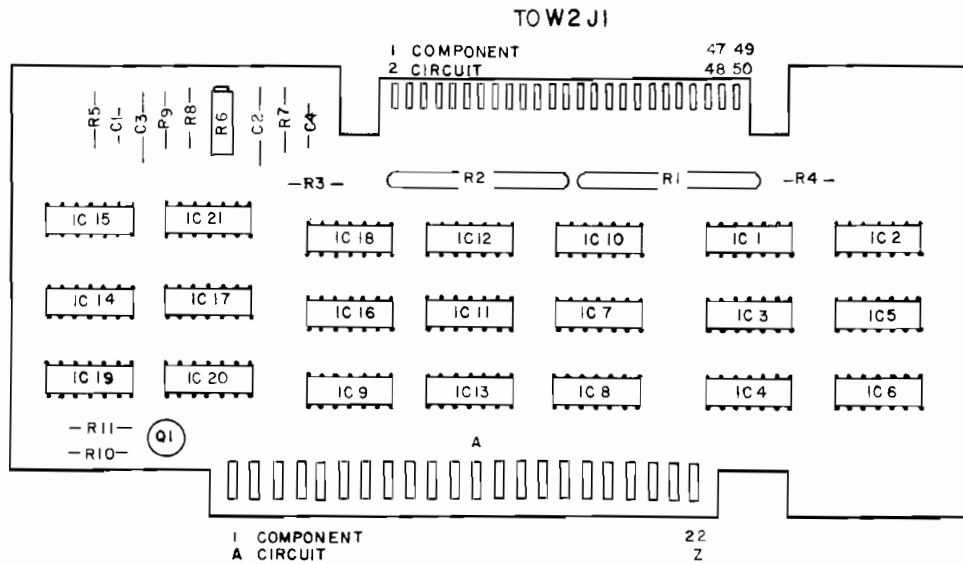 TO W2 J1
1 COMPONENT 47 49
2 CIRCUIT 48 50
R5 C1 C3 R9 R8 R6 C2 R7 C4
R3 R2 R1 R4
IC 15 IC 21
IC 18 IC 12 IC 10 IC 1 IC 2
IC 14 IC 17
IC 16 IC 11 IC 7 IC 3 IC 5
IC 19 IC 20
IC 9 IC 13 IC 8 IC 4 IC 6
R11 Q1
A
R10
1 COMPONENT 22
A CIRCUIT Z